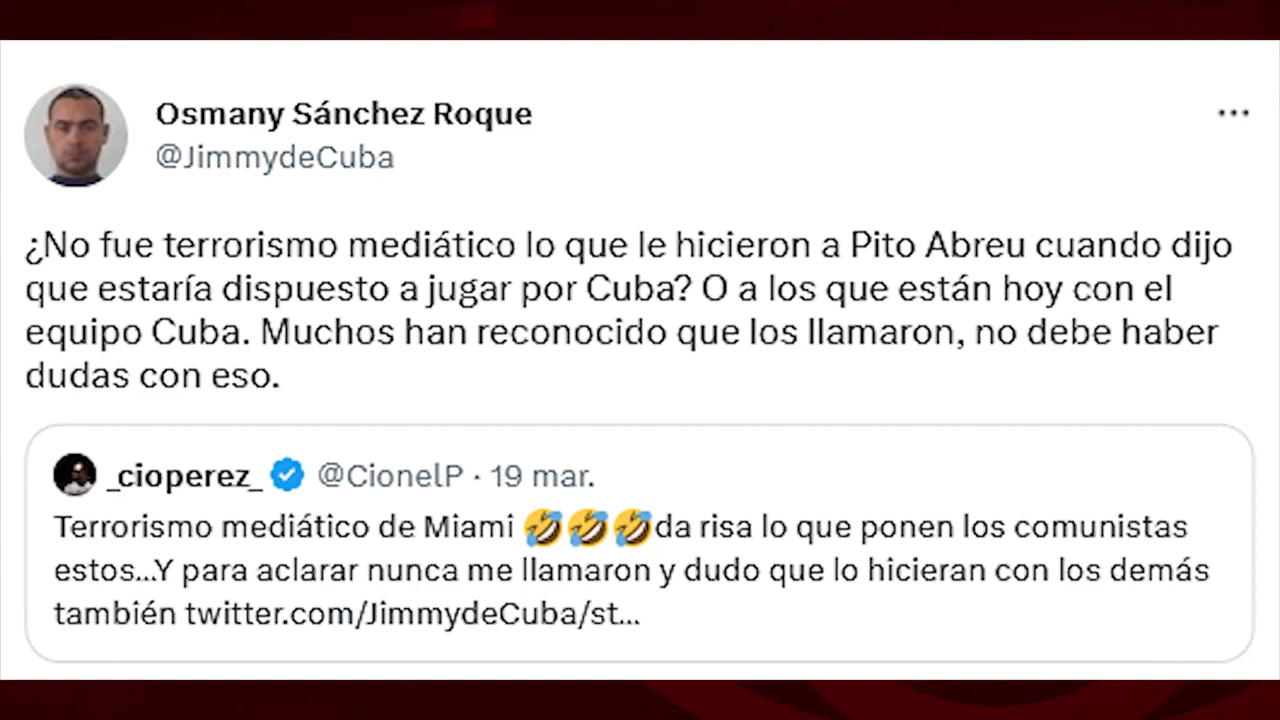 Osmany Sánchez Roque
@JimmydeCuba
¿No fue terrorismo mediático lo que le hicieron a Pito Abreu cuando dijo
que estaría dispuesto a jugar por Cuba? O a los que están hoy con el
equipo Cuba. Muchos han reconocido que los llamaron, no debe haber
dudas con eso.
_cioperez_ @CionelP · 19 mar.
Terrorismo mediático de Miami 🤣🤣🤣da risa lo que ponen los comunistas
estos...Y para aclarar nunca me llamaron y dudo que lo hicieran con los demás
también twitter.com/JimmydeCuba/st...